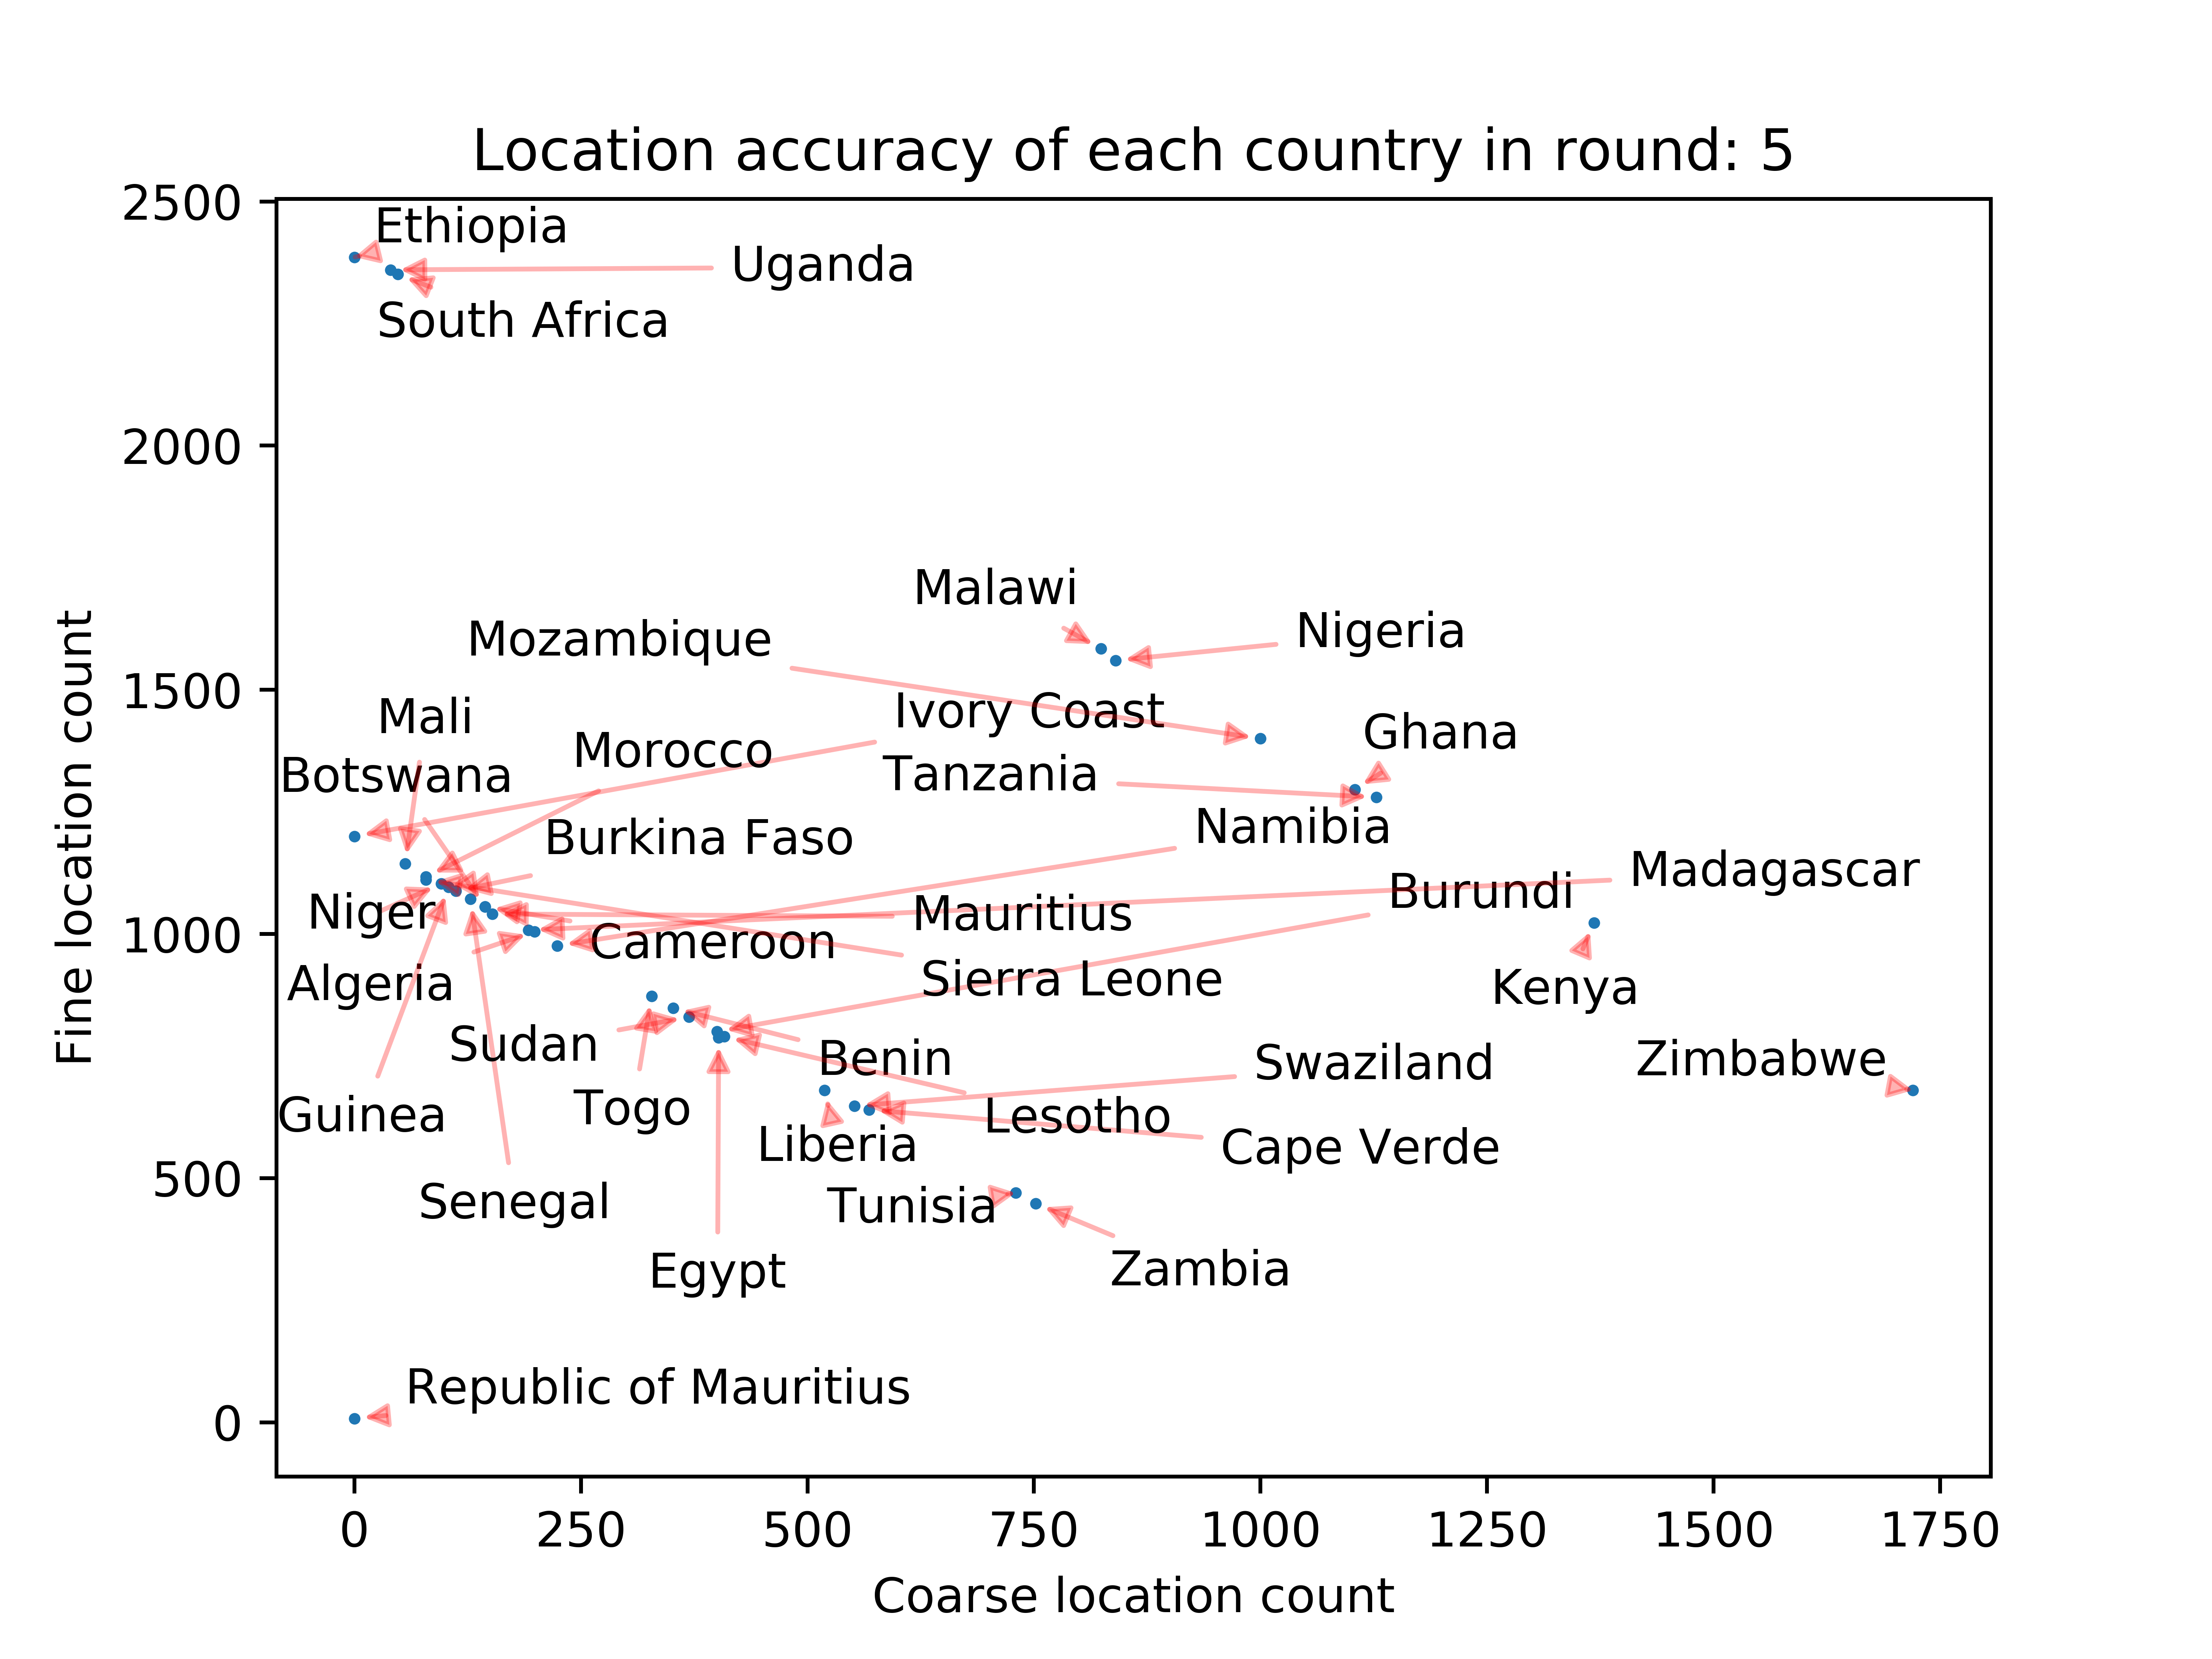 Location accuracy of each country in round: 5
2500
Ethiopia
Uganda
South Africa
2000
Malawi
Nigeria
Mozambique
1500
Mali
Ivory Coast
Ghana
Morocco
Botswana
Tanzania
Namibia
Burkina Faso
Madagascar
Burundi
Niger
Mauritius
1000
Cameroon
Algeria
Sierra Leone
Kenya
Sudan
Benin
Swaziland
Zimbabwe
Togo
Guinea
Lesotho
Liberia
Cape Verde
500
Senegal
Tunisia
Egypt
Zambia
Republic of Mauritius
0
Fine location count
0 250 500 750 1000 1250 1500 1750
Coarse location count